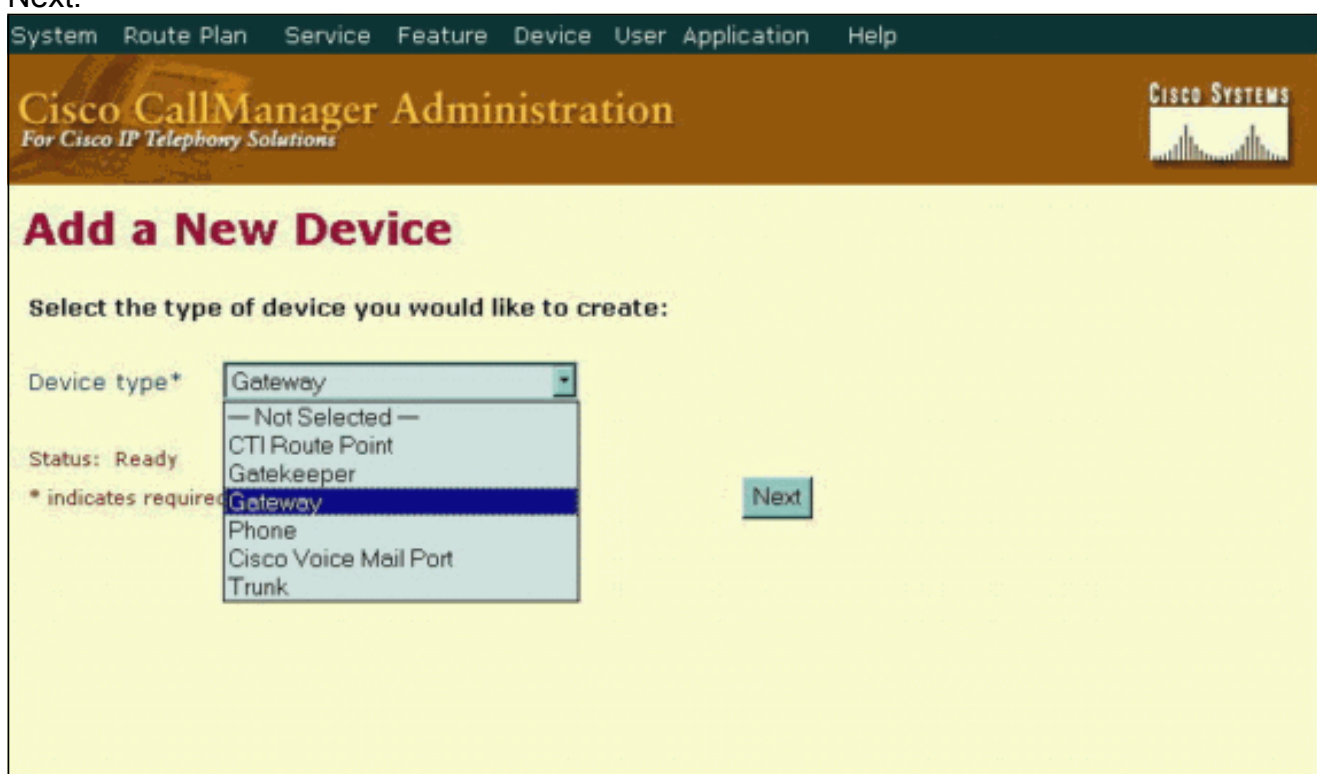 Next.
System Route Plan Service Feature Device User Application Help
Cisco CallManager Administration
For Cisco IP Telephony Solutions
CISCO SYSTEMS
Add a New Device
Select the type of device you would like to create:
Device type* Gateway
— Not Selected —
CTI Route Point
Status: Ready
Gatekeeper
* indicates required
Gateway
Next
Phone
Cisco Voice Mail Port
Trunk